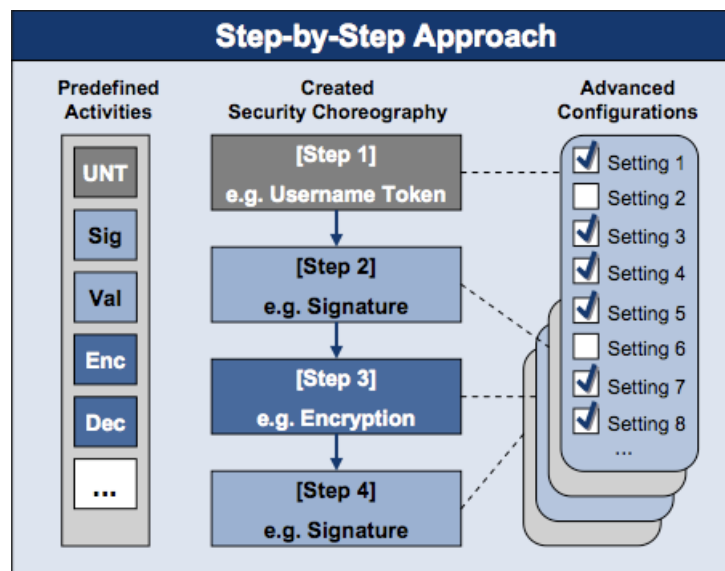 Step-by-Step Approach
Predefined
Activities
UNT
Sig
Val
Enc
Dec
...
Created
Security Choreography
[Step 1]
e.g. Username Token
[Step 2]
e.g. Signature
[Step 3]
e.g. Encryption
[Step 4]
e.g. Signature
Advanced
Configurations
Setting 1
Setting 2
Setting 3
Setting 4
Setting 5
Setting 6
Setting 7
Setting 8
...